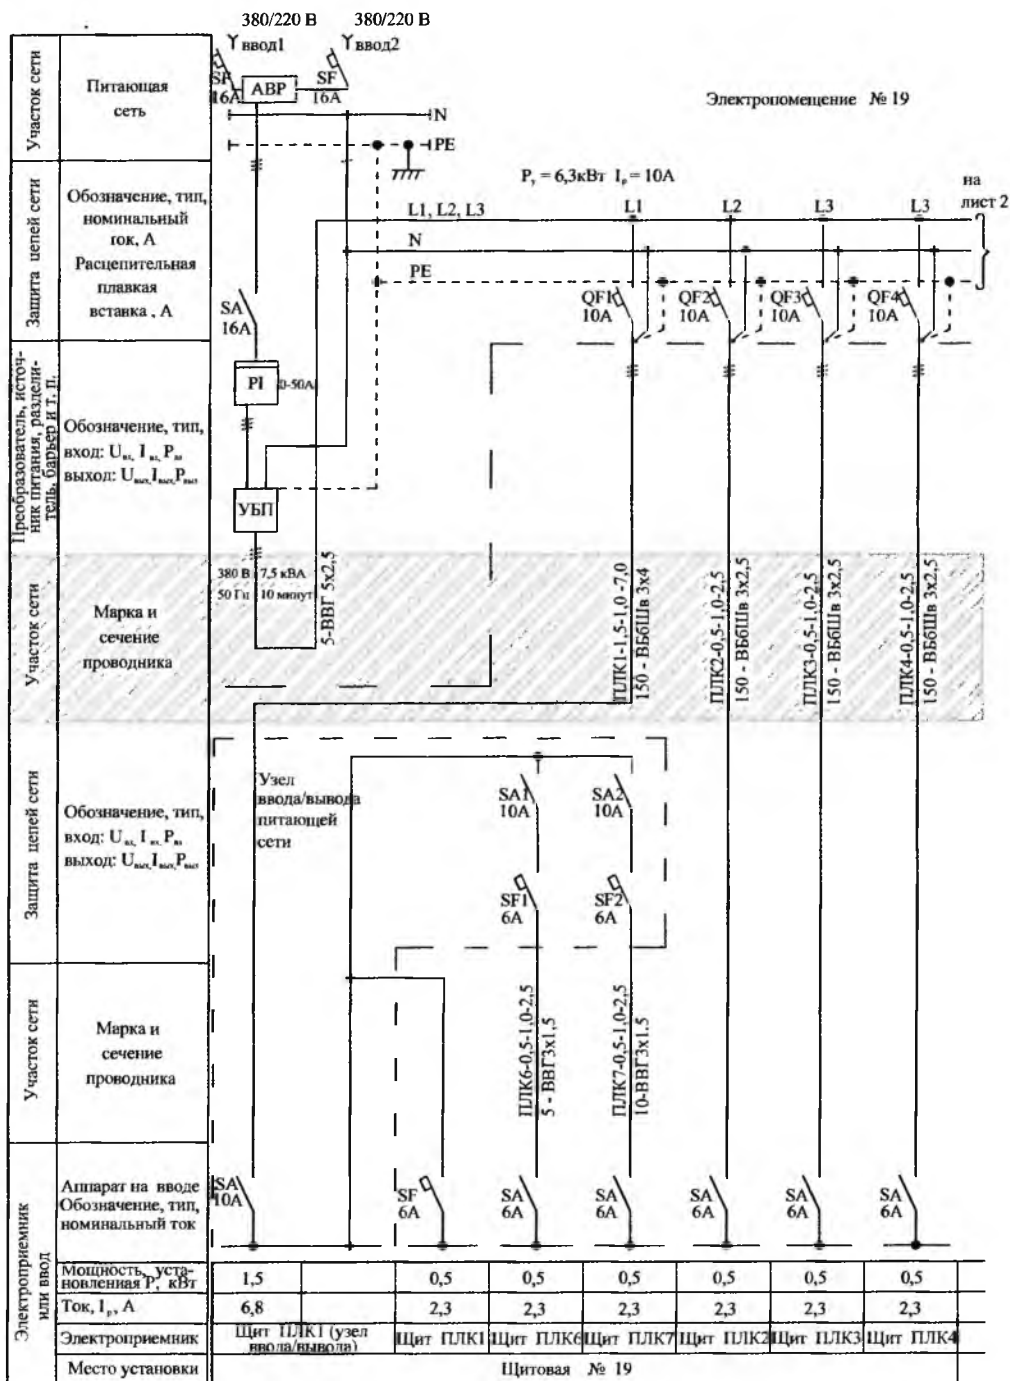 380/220 В 380/220 В
ввод1 ввод2
SF 16А
АВР
SF 16А
N
PE
Электропомещение № 19
Участок сети
Питающая
сеть
Защита цепей сети
Обозначение, тип,
номинальный
ток, А
Расцепительная
плавкая
вставка , А
Pу = 6,3кВт Iр = 10А
на
лист 2
L1, L2, L3
L1 L2 L3 L3
N
PE
SA
16А
QF1
10А
QF2
10А
QF3
10А
QF4
10А
Преобразователь, источ-
ник питания, раздели-
тель, барьер и т. п.
Обозначение, тип,
вход: Uвх, Iвх, Pвх
выход: Uвых, Iвых, Pвых
PI
0-50А
УБП
Участок сети
Марка и
сечение
проводника
380 В 7,5 кВА
50 Гц 10 минут
5-ВВГ 5х2,5
ПЛК1-1,5-1,0 -7,0
150 - ВБбШв 3х4
ПЛК2-0,5-1,0-2,5
150 - ВБбШв 3х2,5
ПЛК3-0,5-1,0-2,5
150 - ВБбШв 3х2,5
ПЛК4-0,5-1,0-2,5
150 - ВБбШв 3х2,5
Защита цепей сети
Обозначение, тип,
вход: Uвх, Iвх, Pвх
выход: Uвых, Iвых, Pвых
Узел
ввода/вывода
питающей
сети
SA1
10А
SA2
10А
SF1
6А
SF2
6А
Участок сети
Марка и
сечение
проводника
ПЛК6-0,5-1,0-2,5
5 - ВВГ3х1,5
ПЛК7-0,5-1,0-2,5
10-ВВГ3х1.5
Электроприемник
или ввод
Аппарат на вводе
Обозначение, тип,
номинальный ток
SA
10А
SF
6А
SA
6А
SA
6А
SA
6А
SA
6А
SA
6А
Мощность, уста-
новленная P, кВт
1,5 0,5 0,5 0,5 0,5 0,5 0,5
Ток, Iр, А
6,8 2,3 2,3 2,3 2,3 2,3 2,3
Электроприемник
Щит ПЛК1 (узел
ввода/вывода)
Щит ПЛК1 Щит ПЛК6 Щит ПЛК7 Щит ПЛК2 Щит ПЛК3 Щит ПЛК4
Место установки
Щитовая № 19